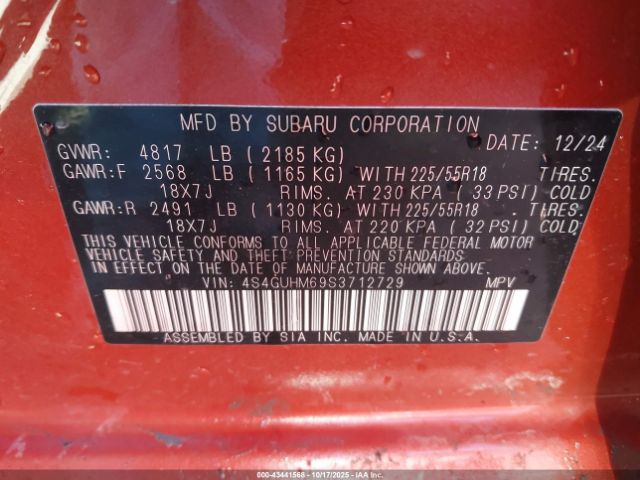 MFD BY SUBARU CORPORATION
DATE: 12/24
GVWR: 4817 LB (2185 KG)
GAWR:F 2568 LB (1165 KG) WITH 225/55R18 TIRES.
18X7J RIMS. AT 230 KPA (33 PSI) COLD
GAWR:R 2491 LB (1130 KG) WITH 225/55R18 . TIRES.
18X7J RIMS. AT 220 KPA (32 PSI) COLD
THIS VEHICLE CONFORMS TO ALL APPLICABLE FEDERAL MOTOR
VEHICLE SAFETY AND THEFT PREVENTION STANDARDS
IN EFFECT ON THE DATE OF MANUFACTURE SHOWN ABOVE.
VIN: 4S4GUHM69S3712729 MPV
ASSEMBLED BY SIA INC. MADE IN U.S.A.
000-43441568 - 10/17/2025 - IAAI.COM